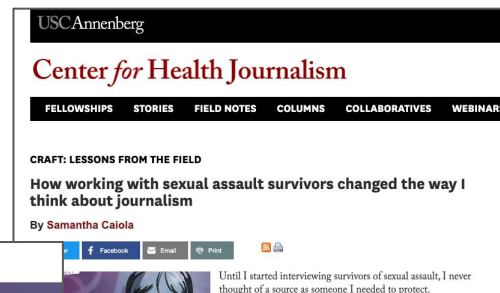 USCAnnenberg
Center for Health Journalism
FELLOWSHIPS STORIES FIELD NOTES COLUMNS COLLABORATIVES WEBINAR
CRAFT: LESSONS FROM THE FIELD
How working with sexual assault survivors changed the way I
think about journalism
By Samantha Caiola
Facebook Email Print
Until I started interviewing survivors of sexual assault, I never
thought of a source as someone I needed to protect.